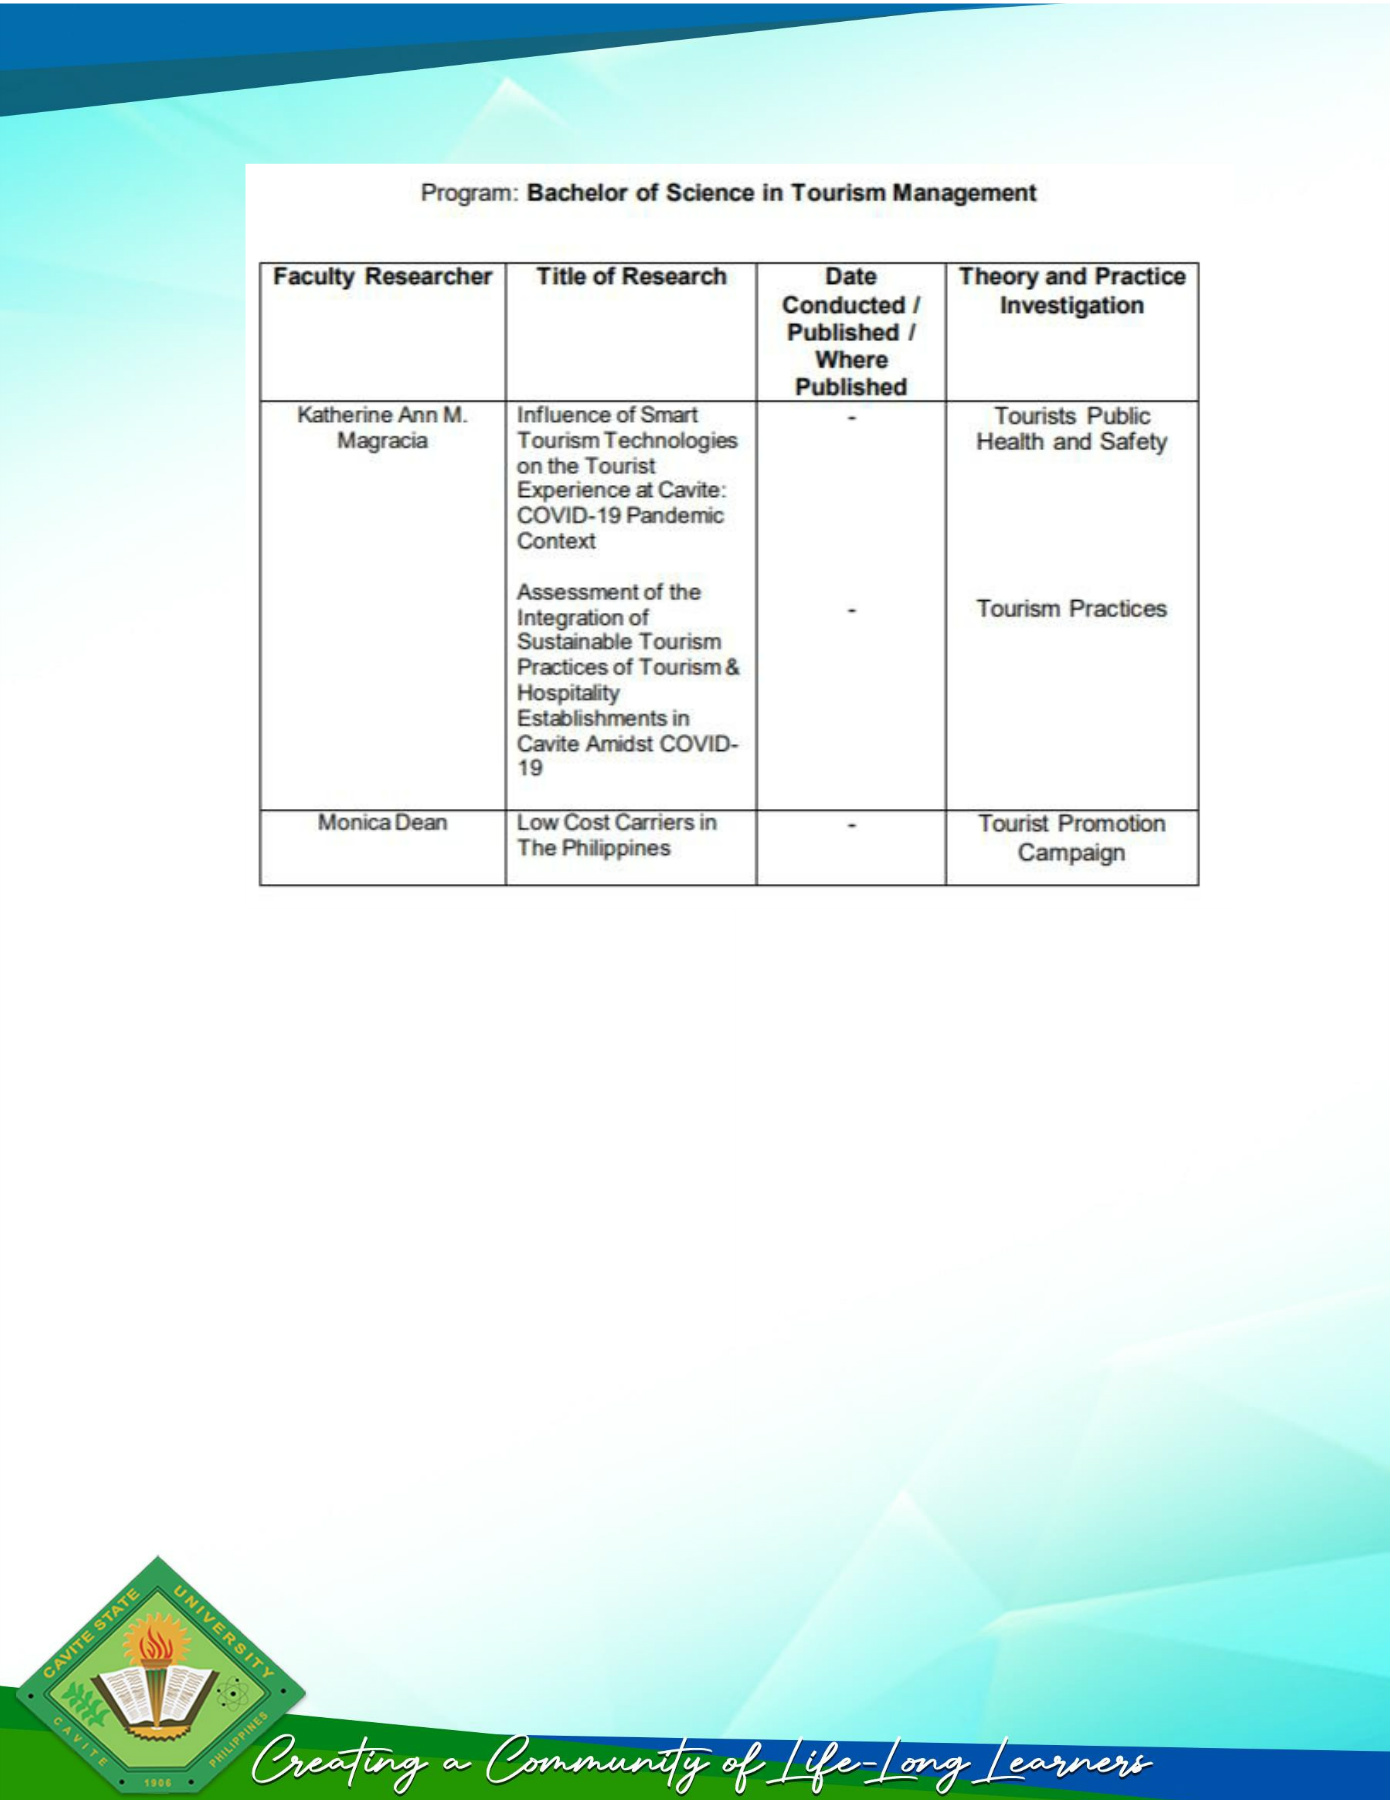 Program: Bachelor of Science in Tourism Management
Faculty Researcher
Title of Research
Date
Conducted /
Published /
Where
Published
Theory and Practice
Investigation
Katherine Ann M.
Magracia
Influence of Smart
Tourism Technologies
on the Tourist
Experience at Cavite:
COVID-19 Pandemic
Context
-
Tourists Public
Health and Safety
Assessment of the
Integration of
Sustainable Tourism
Practices of Tourism &
Hospitality
Establishments in
Cavite Amidst COVID-
19
-
Tourism Practices
Monica Dean
Low Cost Carriers in
The Philippines
-
Tourist Promotion
Campaign
CAVITE STATE
UNIVERSITY
CAVITE
PHILIPPINES
1906
Creating a Community of Life-Long Learners